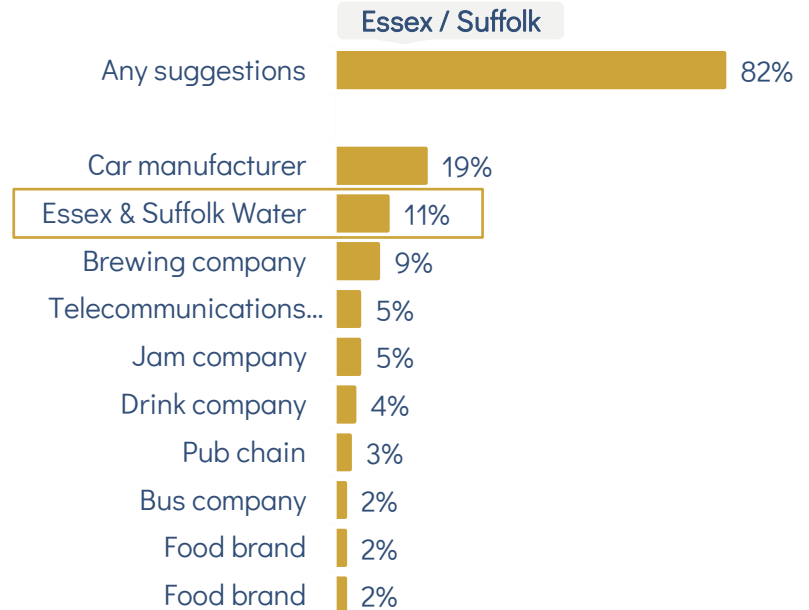 Essex / Suffolk
Any suggestions 82%
Car manufacturer 19%
Essex & Suffolk Water 11%
Brewing company 9%
Telecommunications... 5%
Jam company 5%
Drink company 4%
Pub chain 3%
Bus company 2%
Food brand 2%
Food brand 2%